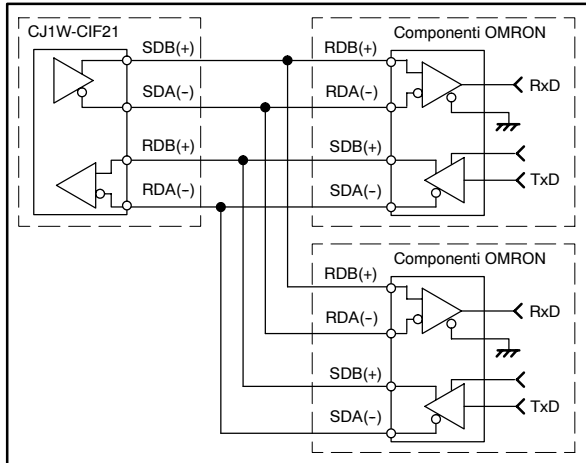 CJ1W-CIF21
SDB(+)
SDA(-)
RDB(+)
RDA(-)
Componenti OMRON
RDB(+)
RDA(-)
SDB(+)
SDA(-)
RxD
TxD
Componenti OMRON
RDB(+)
RDA(-)
SDB(+)
SDA(-)
RxD
TxD